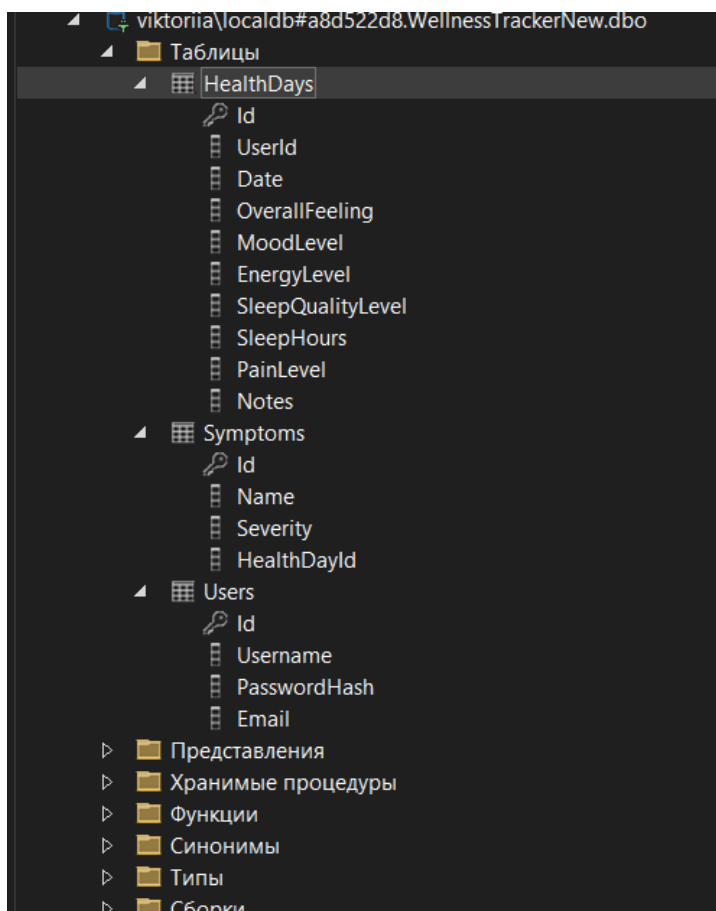 viktoriia\localdb#a8d522d8.WellnessTrackerNew.dbo
Таблицы
HealthDays
Id
UserId
Date
OverallFeeling
MoodLevel
EnergyLevel
SleepQualityLevel
SleepHours
PainLevel
Notes
Symptoms
Id
Name
Severity
HealthDayId
Users
Id
Username
PasswordHash
Email
Представления
Хранимые процедуры
Функции
Синонимы
Типы
Сборки